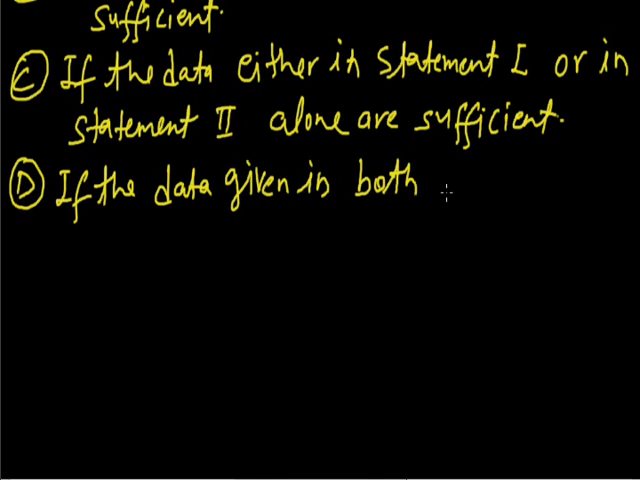 sufficient.
Ⓒ If the data either in statement I or in
statement II alone are sufficient.
Ⓓ If the data given in both